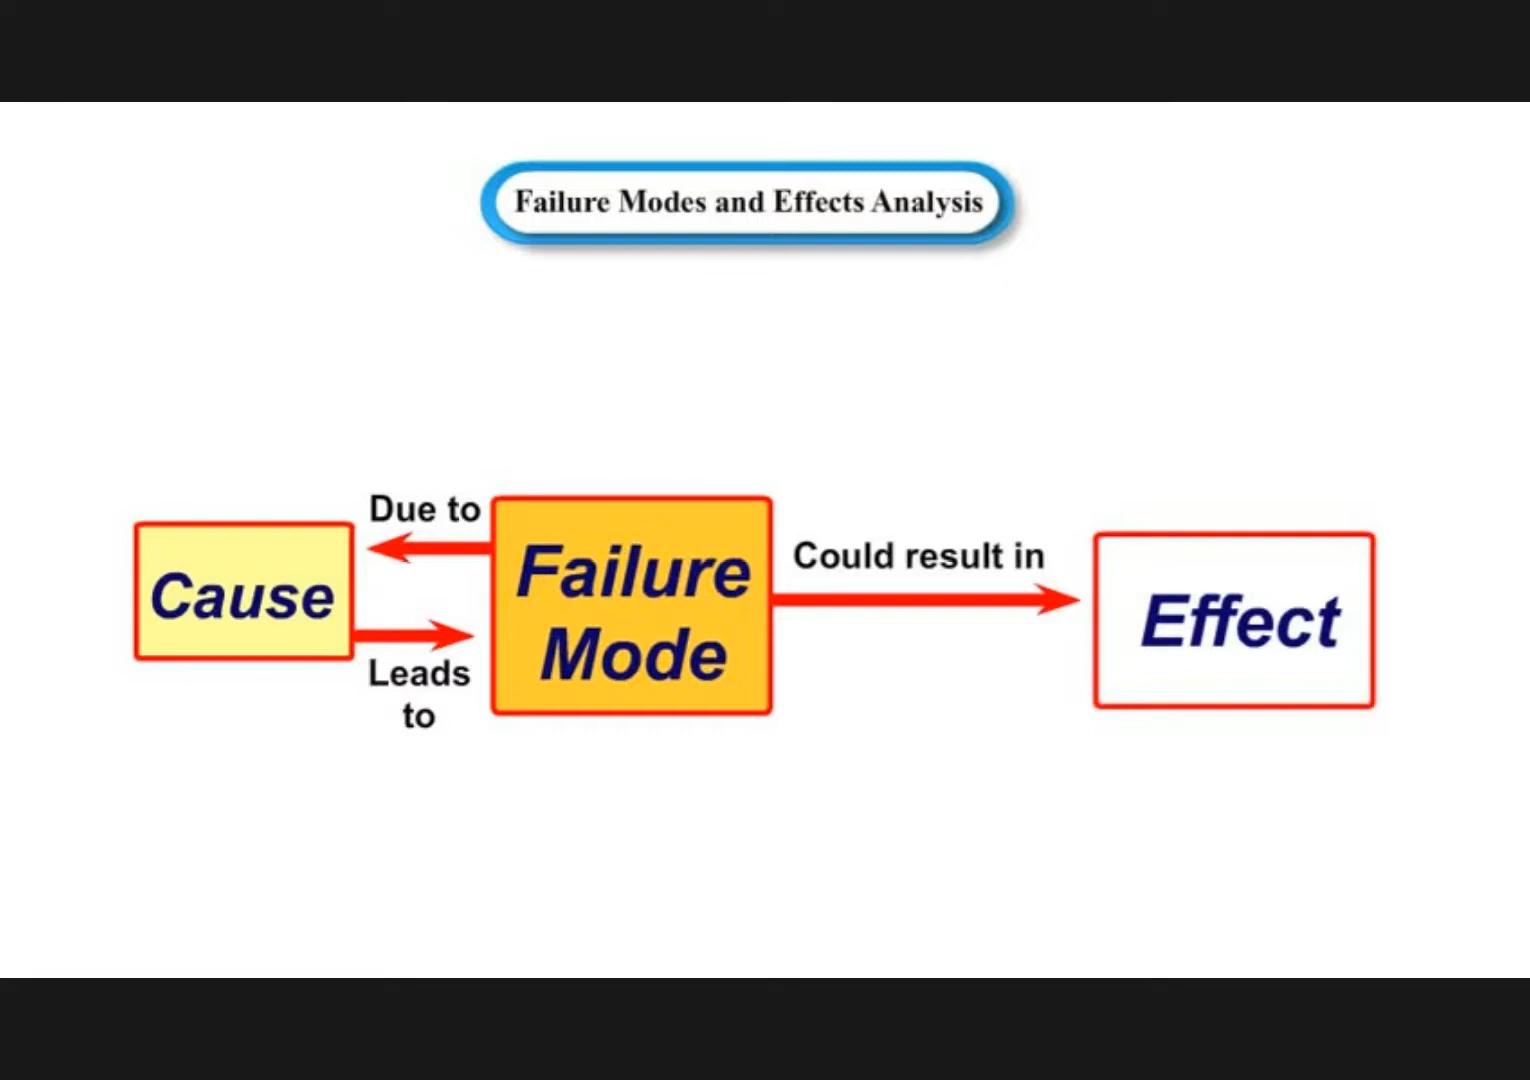 Failure Modes and Effects Analysis
Due to
Cause
Leads
to
Failure
Mode
Could result in
Effect